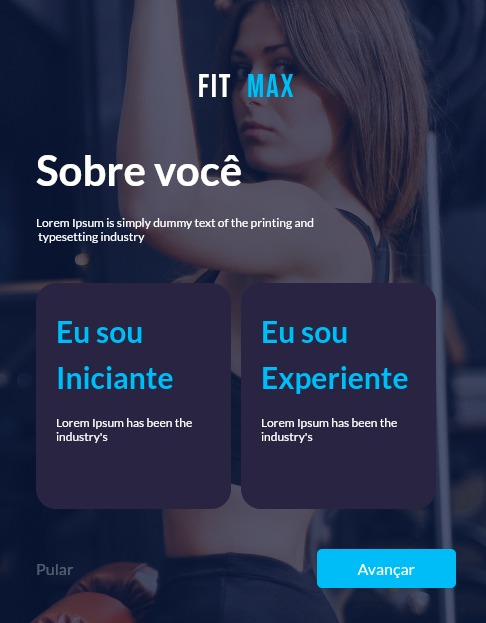 FIT MAX
Sobre você
Lorem Ipsum is simply dummy text of the printing and
typesetting industry
Eu sou
Iniciante
Lorem Ipsum has been the
industry's
Eu sou
Experiente
Lorem Ipsum has been the
industry's
Pular
Avançar